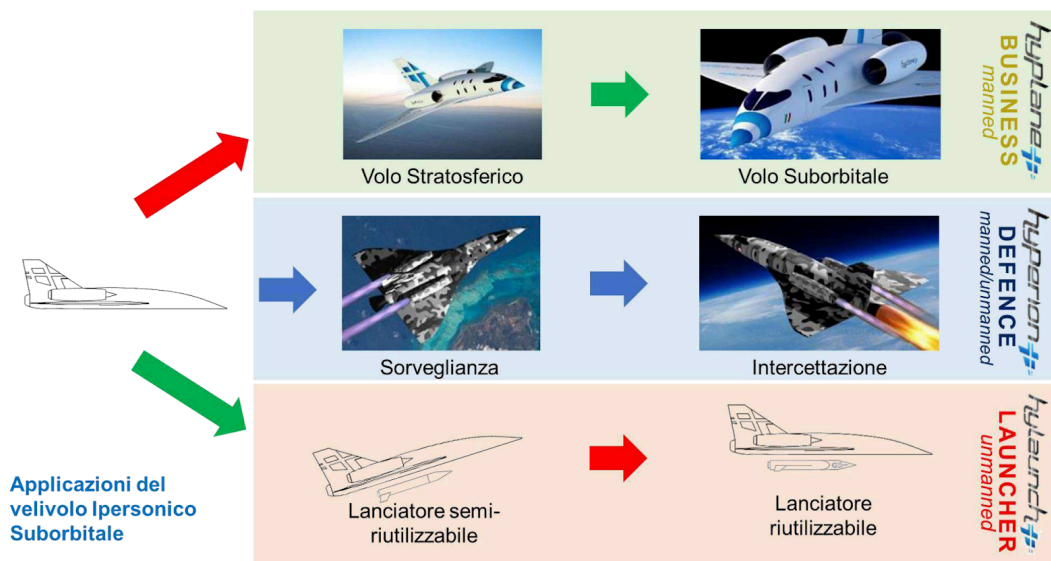 Volo Stratosferico
Volo Suborbitale
hyplane
BUSINESS
manned
Sorveglianza
Intercettazione
hyperion
DEFENCE
manned/unmanned
Lanciatore semi-
riutilizzabile
Lanciatore
riutilizzabile
hylaunch
LAUNCHER
unmanned
Applicazioni del
velivolo Ipersonico
Suborbitale